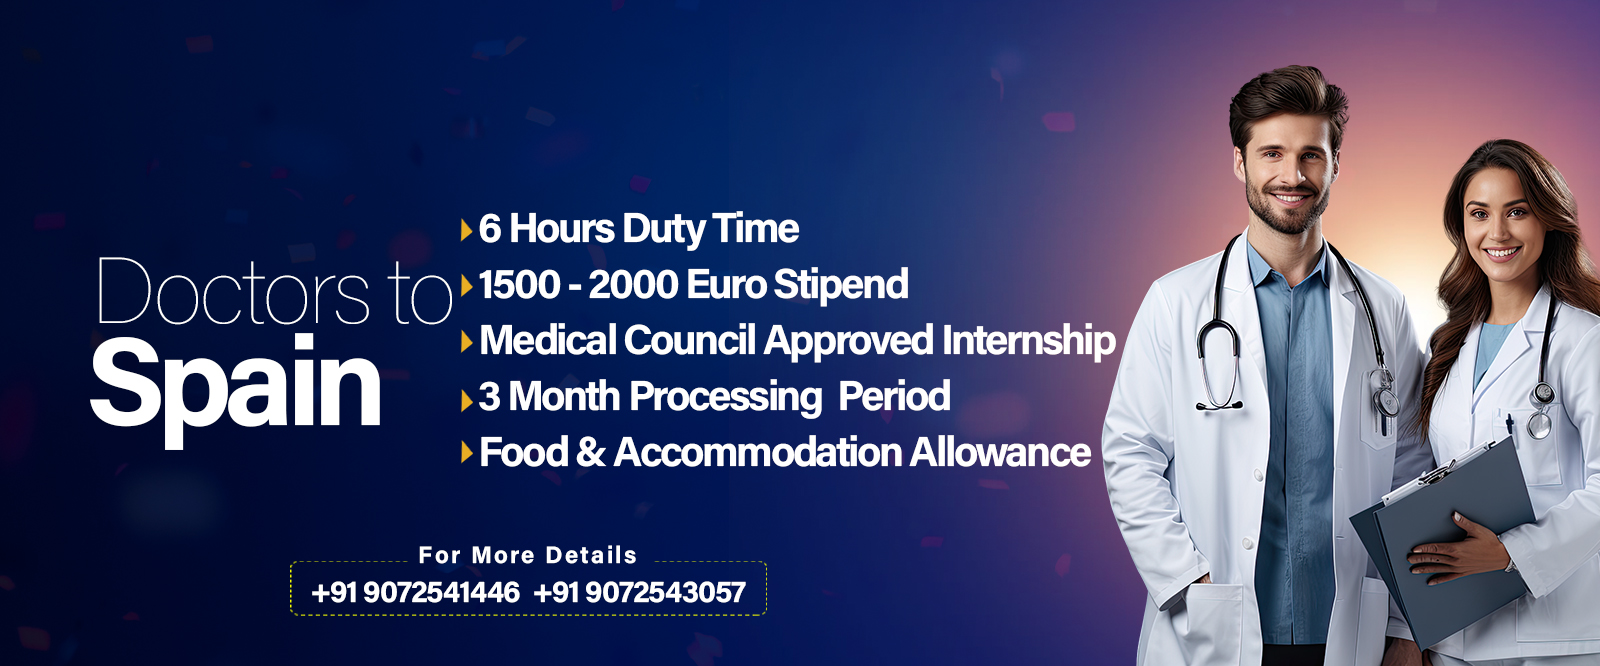 Doctors to
Spain
6 Hours Duty Time
1500 - 2000 Euro Stipend
Medical Council Approved Internship
3 Month Processing Period
Food & Accommodation Allowance
For More Details
+91 9072541446 +91 9072543057